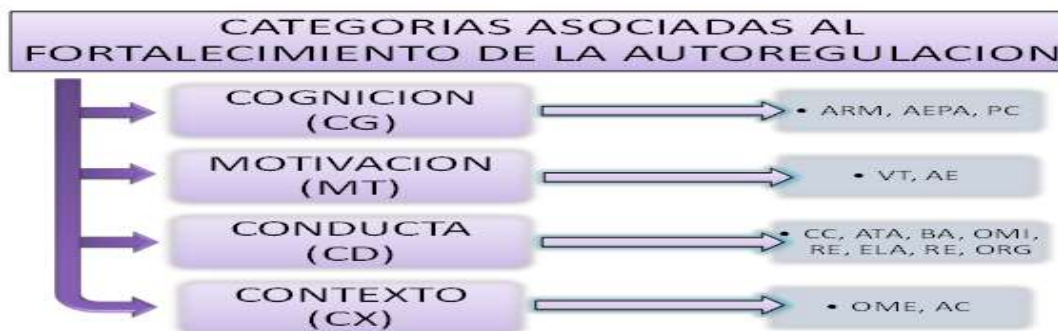 CATEGORIAS ASOCIADAS AL
FORTALECIMIENTO DE LA AUTOREGULACION
COGNICION
(CG)
• ARM, AEPA, PC
MOTIVACION
(MT)
• VT, AE
CONDUCTA
(CD)
• CC, ATA, BA, OMI,
RE, ELA, RE, ORG
CONTEXTO
(CX)
• OME, AC